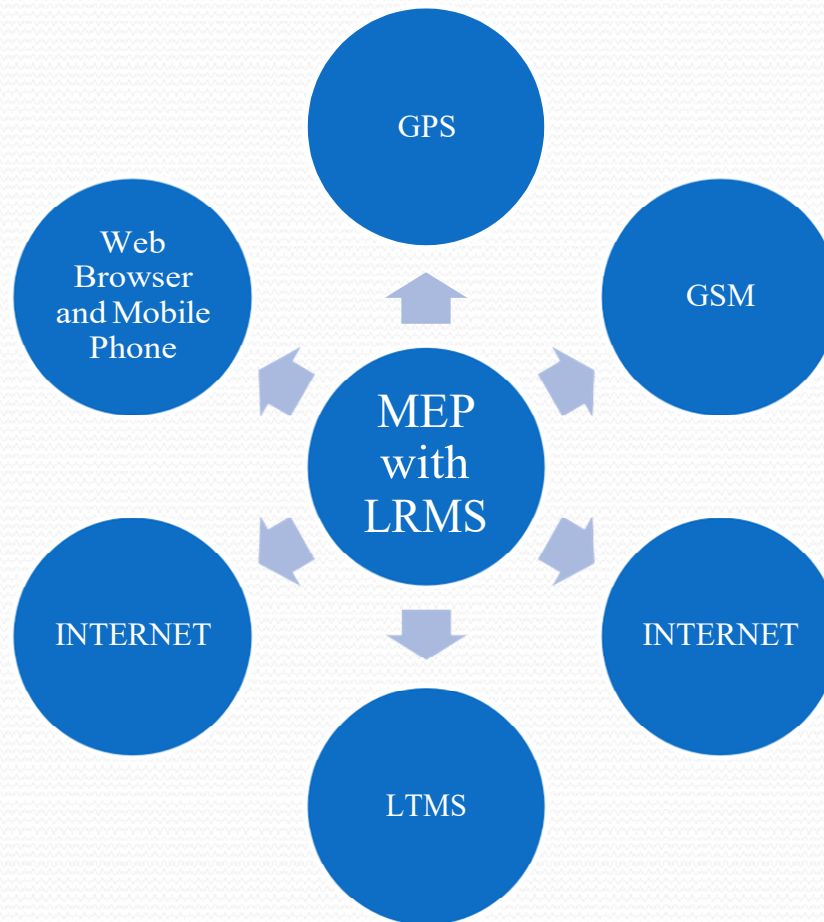 GPS
Web
Browser
and Mobile
Phone
GSM
MEP
with
LRMS
INTERNET
INTERNET
LTMS